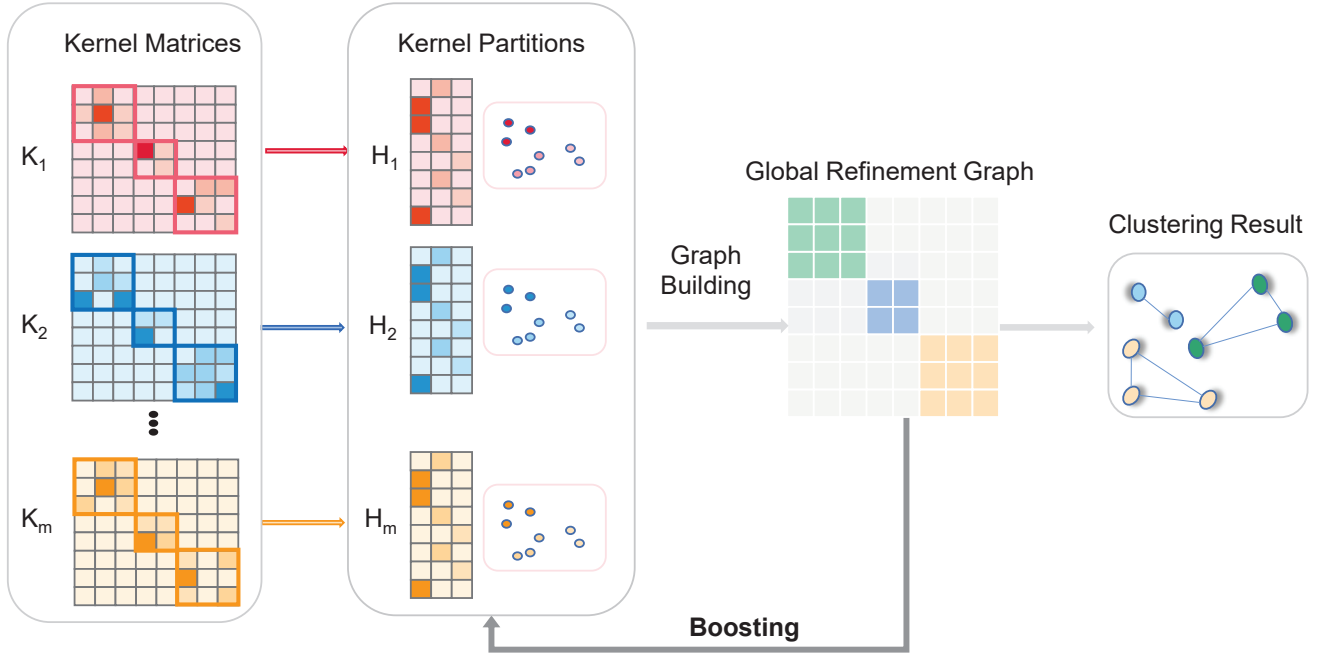 Kernel Matrices
Kernel Partitions
K1
H1
K2
H2
Km
Hm
Graph
Building
Global Refinement Graph
Clustering Result
Boosting